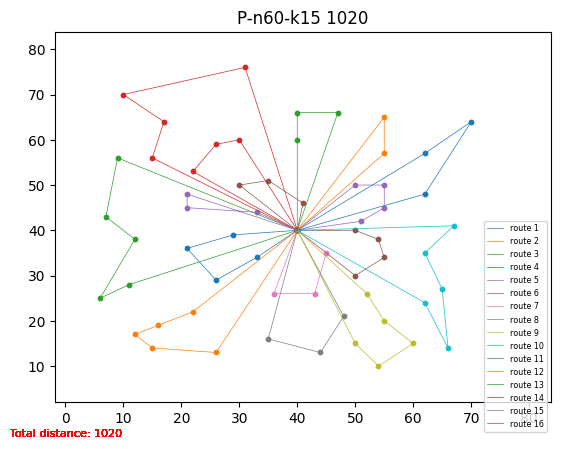 P-n60-k15 1020
80
70
60
50
40
30
20
10
0 10 20 30 40 50 60 70 80
route 1
route 2
route 3
route 4
route 5
route 6
route 7
route 8
route 9
route 10
route 11
route 12
route 13
route 14
route 15
route 16
Total distance: 1020